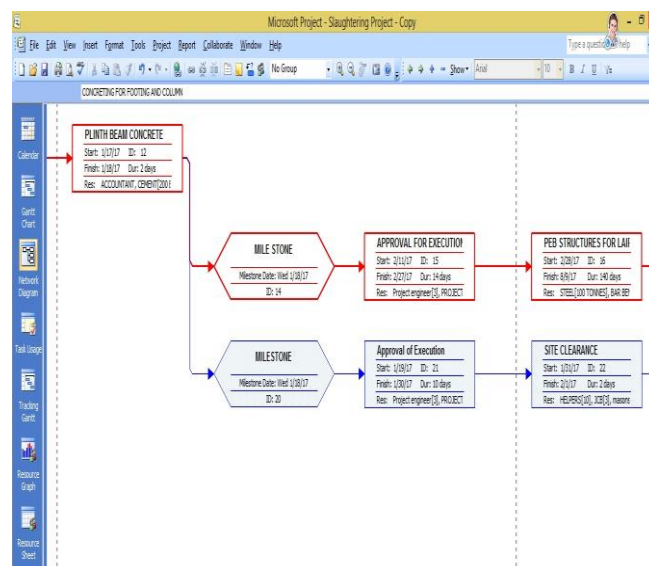 Microsoft Project - Slaughtering Project - Copy
File Edit View Insert Format Tools Project Report Collaborate Window Help
Type a question for help
No Group Show Arial 10 B I U
CONCRETING FOR FOOTING AND COLUMN
Calendar
Gantt
Chart
Network
Diagram
Task Usage
Tracking
Gantt
Resource
Graph
Resource
Sheet
PLINTH BEAM CONCRETE
Start: 1/17/17 ID: 12
Finish: 1/18/17 Dur: 2 days
Res: ACCOUNTANT, CEMENT[200 B
MILE STONE
Milestone Date: Wed 1/18/17
ID: 14
APPROVAL FOR EXECUTION
Start: 2/11/17 ID: 15
Finish: 2/27/17 Dur: 14 days
Res: Project engineer[3], PROJECT
PEB STRUCTURES FOR LAIF
Start: 2/28/17 ID: 16
Finish: 8/9/17 Dur: 140 days
Res: STEEL[100 TONNES], BAR BEN
MILESTONE
Milestone Date: Wed 1/18/17
ID: 20
Approval of Execution
Start: 1/19/17 ID: 21
Finish: 1/30/17 Dur: 10 days
Res: Project engineer[3], PROJECT
SITE CLEARANCE
Start: 1/31/17 ID: 22
Finish: 2/1/17 Dur: 2 days
Res: HELPERS[10], JCB[3], masons